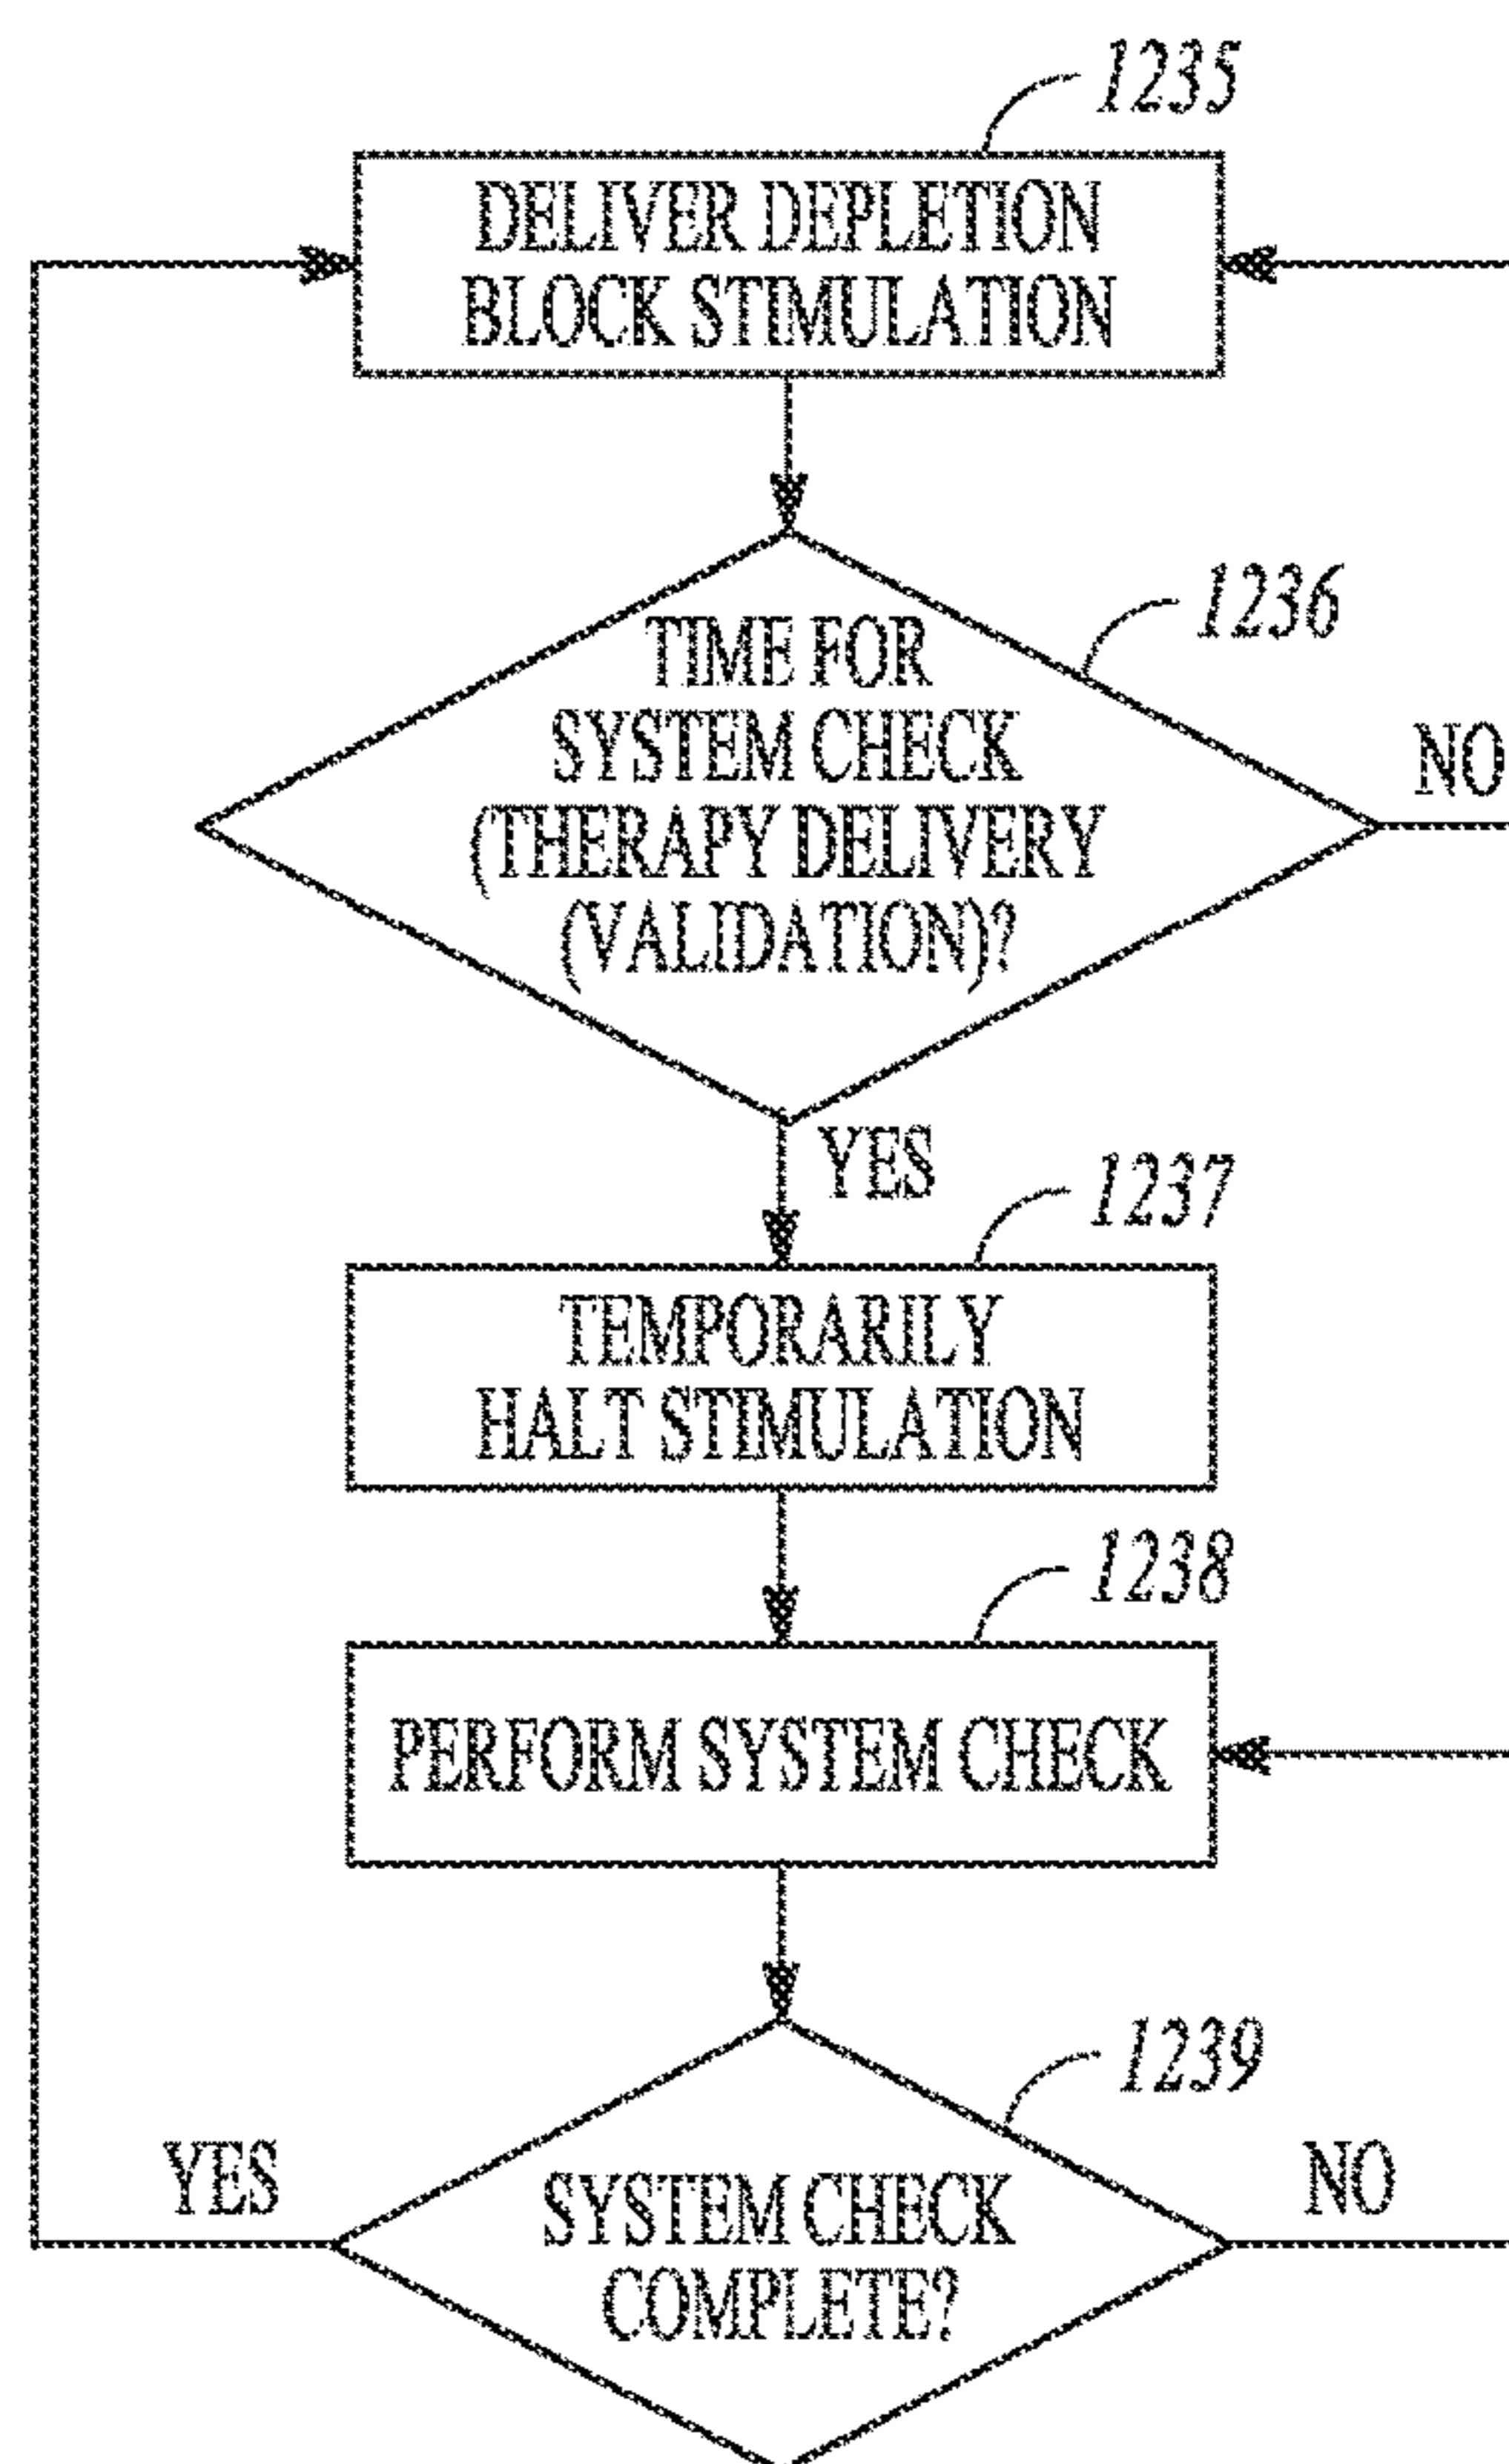 1235
DELIVER DEPLETION
BLOCK STIMULATION
1236
TIME FOR
SYSTEM CHECK
(THERAPY DELIVERY
(VALIDATION)?
NO
YES
1237
TEMPORARILY
HALT STIMULATION
1238
PERFORM SYSTEM CHECK
1239
YES
SYSTEM CHECK
COMPLETE?
NO